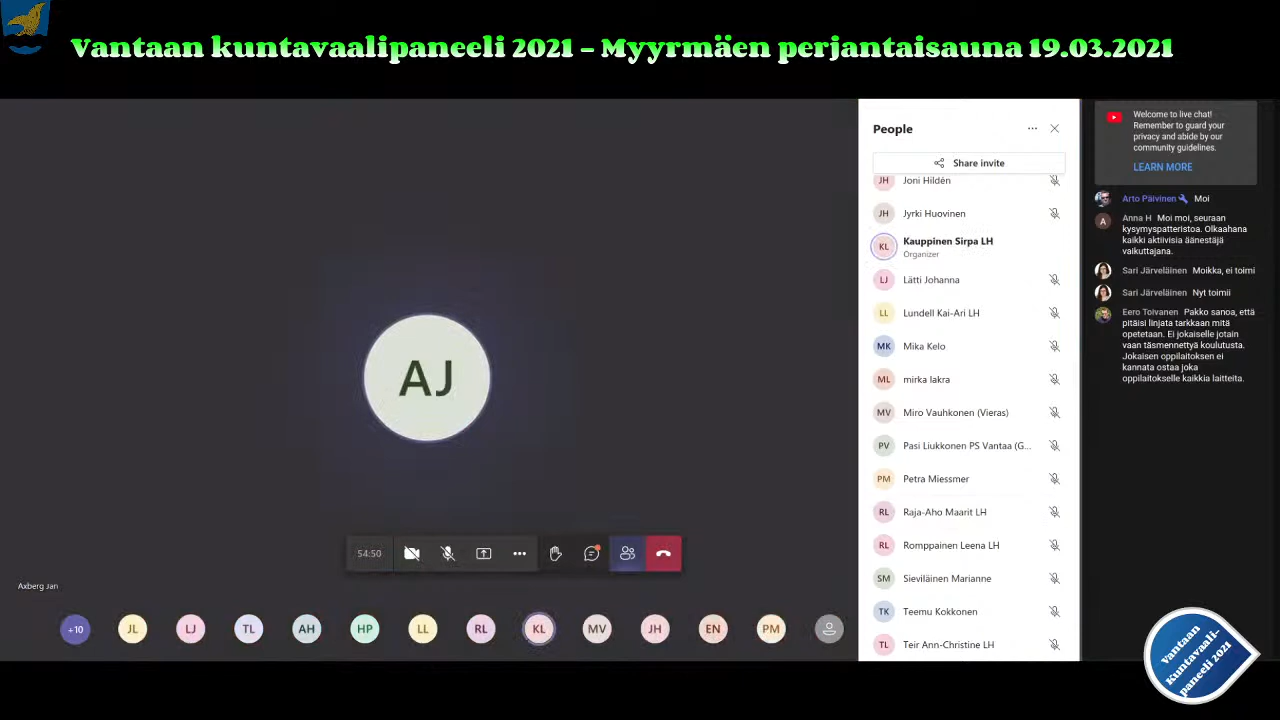 Vantaan kuntavaalipaneeli 2021 – Myyrmäen perjantaisauna 19.03.2021
AJ
54:50
Axberg Jan
+10
JL
LJ
TL
AH
HP
LL
RL
KL
MV
JH
EN
PM
People
Share invite
JH Joni Hildén
JH Jyrki Huovinen
KL Kauppinen Sirpa LH
Organizer
LJ Lätti Johanna
LL Lundell Kai-Ari LH
MK Mika Kelo
ML mirka lakra
MV Miro Vauhkonen (Vieras)
PV Pasi Liukkonen PS Vantaa (G...
PM Petra Miessmer
RL Raja-Aho Maarit LH
RL Romppainen Leena LH
SM Sieviläinen Marianne
TK Teemu Kokkonen
TL Teir Ann-Christine LH
Welcome to live chat!
Remember to guard your
privacy and abide by our
community guidelines.
LEARN MORE
Arto Päivinen Moi
A Anna H Moi moi, seuraan
kysymyspatteristoa. Olkaahana
kaikki aktiivisia äänestäjä
vaikuttajana.
Sari Järveläinen Moikka, ei toimi
Sari Järveläinen Nyt toimii
Eero Toivanen Pakko sanoa, että
pitäisi linjata tarkkaan mitä
opetetaan. Ei jokaiselle jotain
vaan täsmennettyä koulutusta.
Jokaisen oppilaitoksen ei
kannata ostaa joka
oppilaitokselle kaikkia laitteita.
Vantaan
Kuntavaali-
paneeli 2021